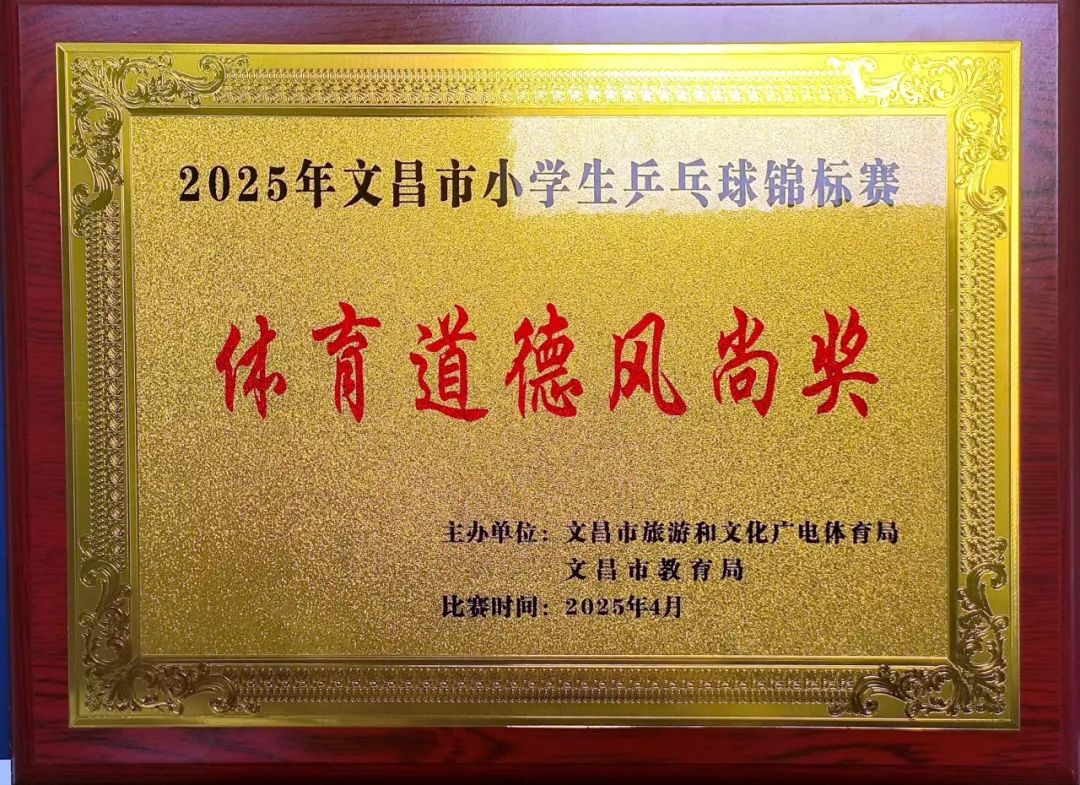 2025年文昌市小学生乒乓球锦标赛
体育道德风尚奖
主办单位：文昌市旅游和文化广电体育局
文昌市教育局
比赛时间：2025年4月